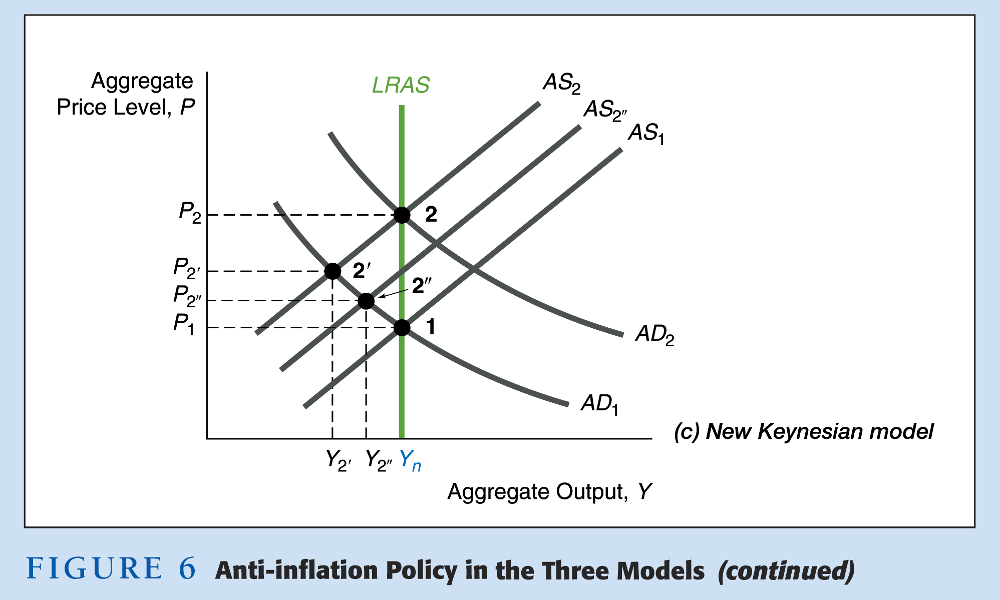 Aggregate
Price Level, P
LRAS
AS₂
AS₂″
AS₁
P₂
2
P₂′
2′
2″
P₂″
P₁
1
AD₂
AD₁
(c) New Keynesian model
Y₂′ Y₂″ Yₙ
Aggregate Output, Y
FIGURE 6 Anti-inflation Policy in the Three Models (continued)